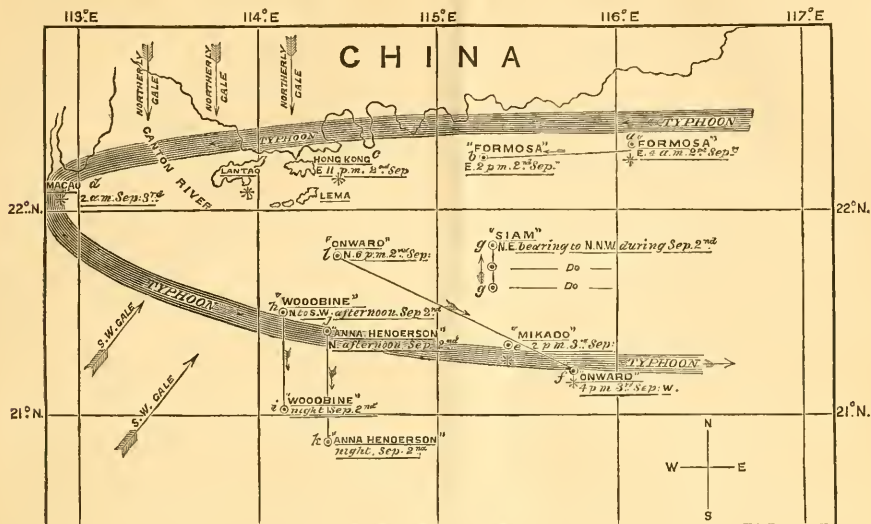 113.°E 114.°E 115.°E 116.°E 117.°E
CHINA
NORTHERLY GALE
NORTHERLY GALE
NORTHERLY GALE
TYPHOON
TYPHOON
"FORMOSA"
b
E. 2 p.m. 2nd Sep.
a
"FORMOSA"
E. 4 a.m. 2nd Sep.
CANTON RIVER
LANTAO
HONG KONG c
E 11 p.m. 2nd Sep
LEMA
MACAO d
2 a.m. Sep: 3rd
22°N.
22°N.
"SIAM"
g N.E. bearing to N.N.W. during Sep. 2nd
Do
g Do
"ONWARD"
l N. 6 p.m. 2nd Sep:
TYPHOON
"WOODBINE"
h N to S.W. afternoon Sep 2nd
j
"ANNA HENDERSON"
N. afternoon Sep. 2nd
S.W. GALE
S.W. GALE
"MIKADO"
e 2 p.m. 3rd Sep:
TYPHOON
f "ONWARD"
4 p.m. 3rd Sep: W.
"WOODBINE"
i night Sep. 2nd
21°N.
21°N.
k "ANNA HENDERSON"
night, Sep. 2nd
N
W E
S